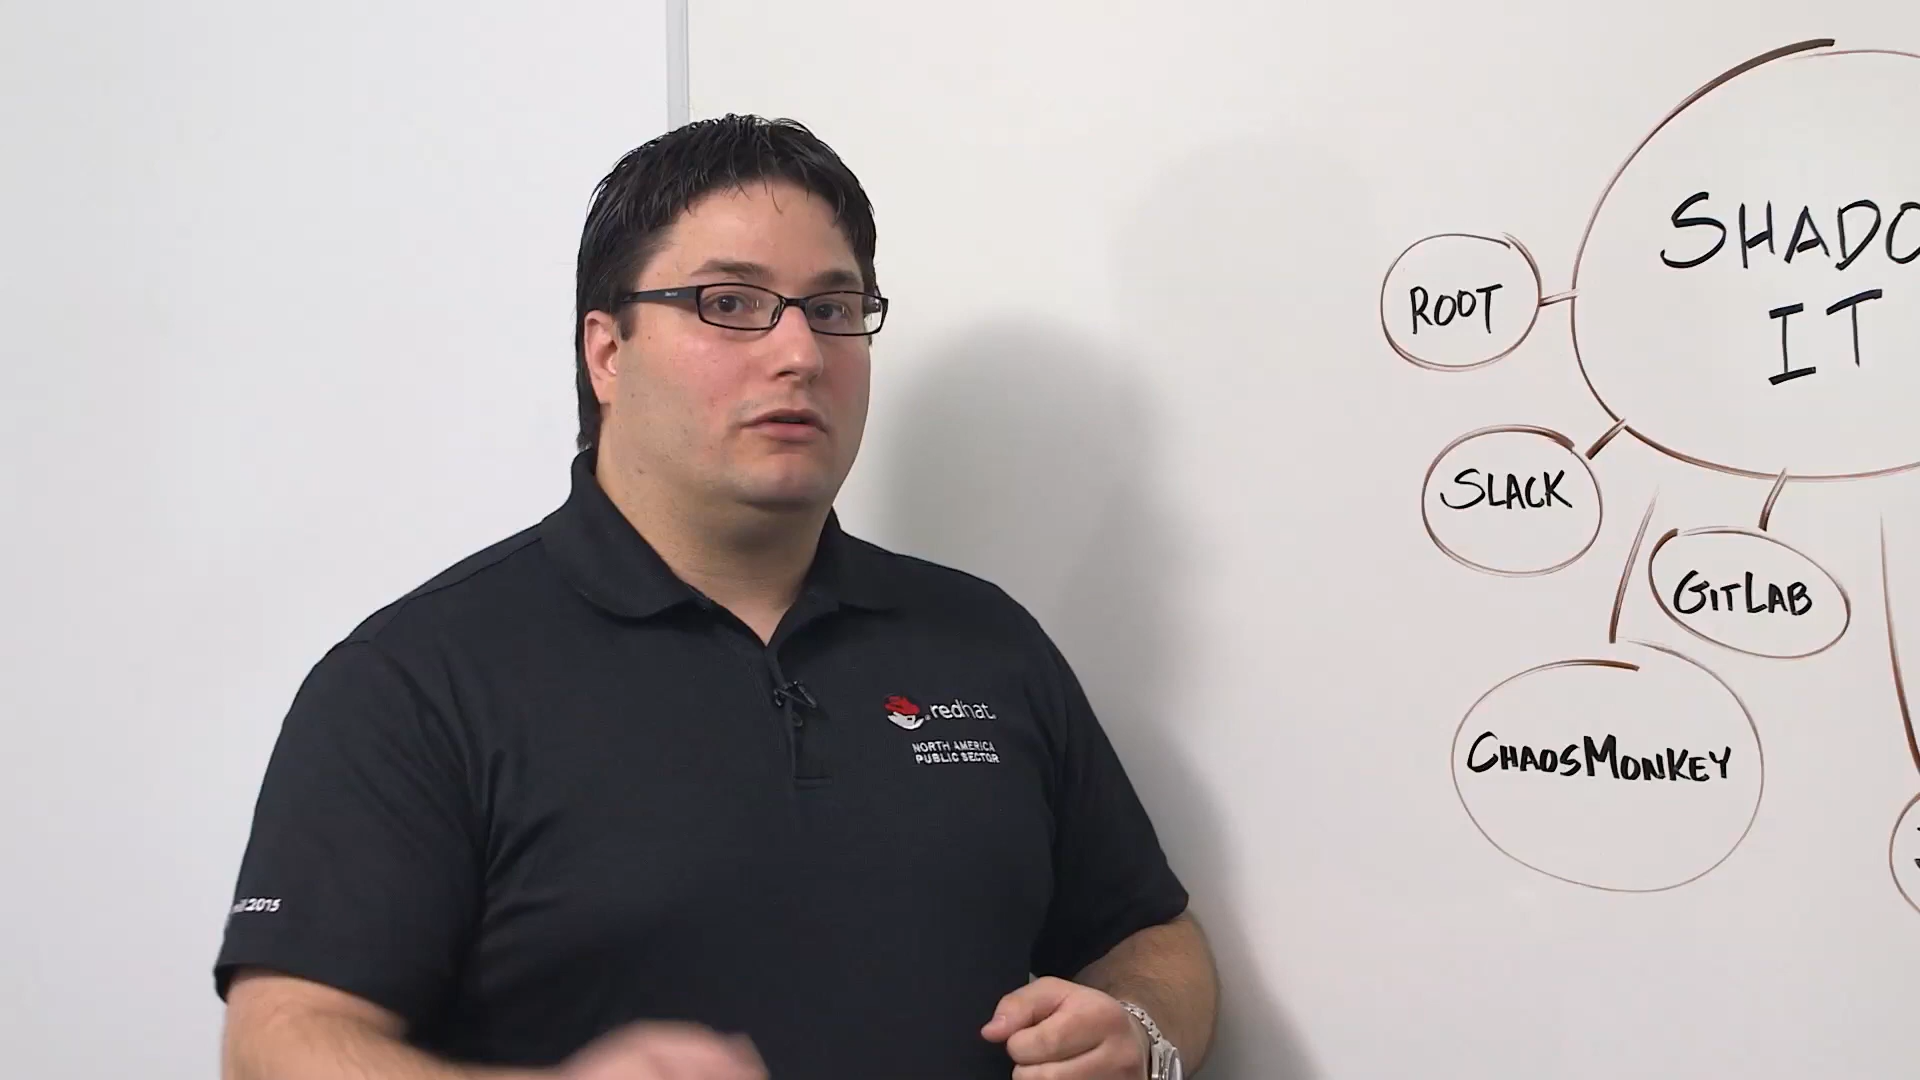 SHADO
IT
ROOT
SLACK
GITLAB
CHAOSMONKEY
redhat.
NORTH AMERICA
PUBLIC SECTOR
2015